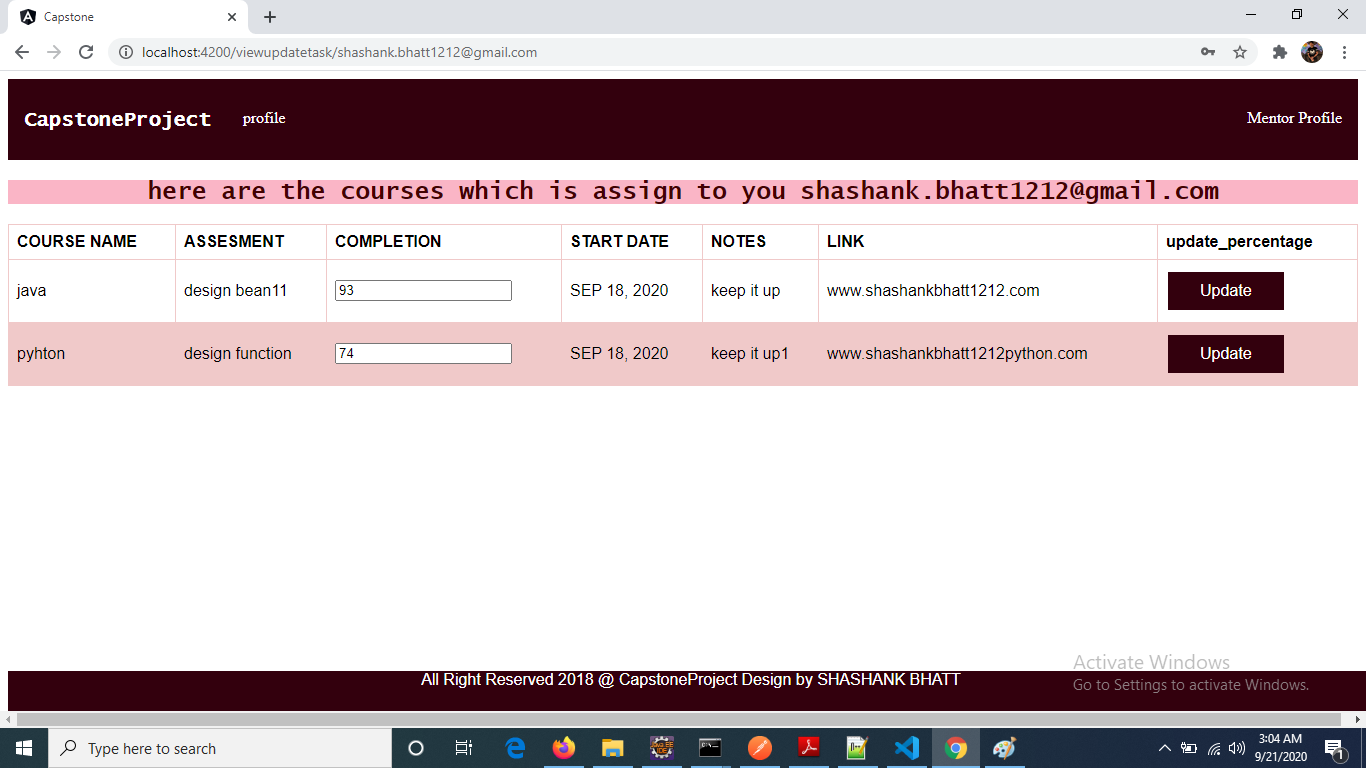 Capstone
localhost:4200/viewupdatetask/shashank.bhatt1212@gmail.com
CapstoneProject profile Mentor Profile
here are the courses which is assign to you shashank.bhatt1212@gmail.com
COURSE NAME ASSESMENT COMPLETION START DATE NOTES LINK update_percentage
java design bean11 93 SEP 18, 2020 keep it up www.shashankbhatt1212.com Update
pyhton design function 74 SEP 18, 2020 keep it up1 www.shashankbhatt1212python.com Update
Activate Windows
All Right Reserved 2018 @ CapstoneProject Design by SHASHANK BHATT
Go to Settings to activate Windows.
Type here to search
3:04 AM
9/21/2020
1